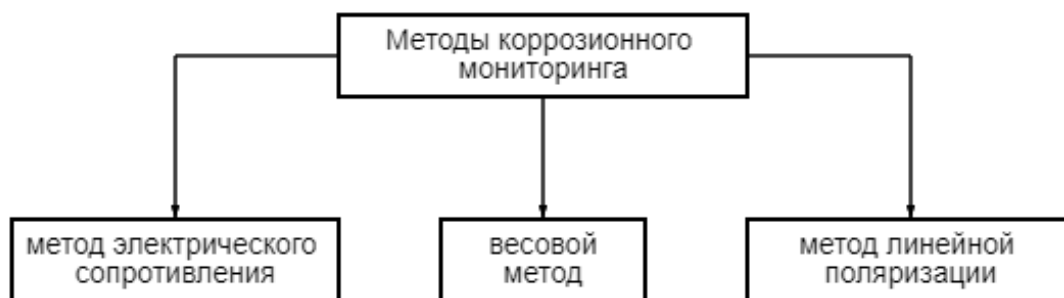 Методы коррозионного
мониторинга
метод электрического
сопротивления
весовой
метод
метод линейной
поляризации